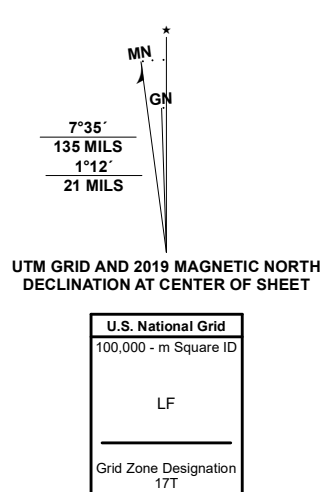 MN
GN
7°35´
135 MILS
1°12´
21 MILS
UTM GRID AND 2019 MAGNETIC NORTH
DECLINATION AT CENTER OF SHEET
U.S. National Grid
100,000 - m Square ID
LF
Grid Zone Designation
17T